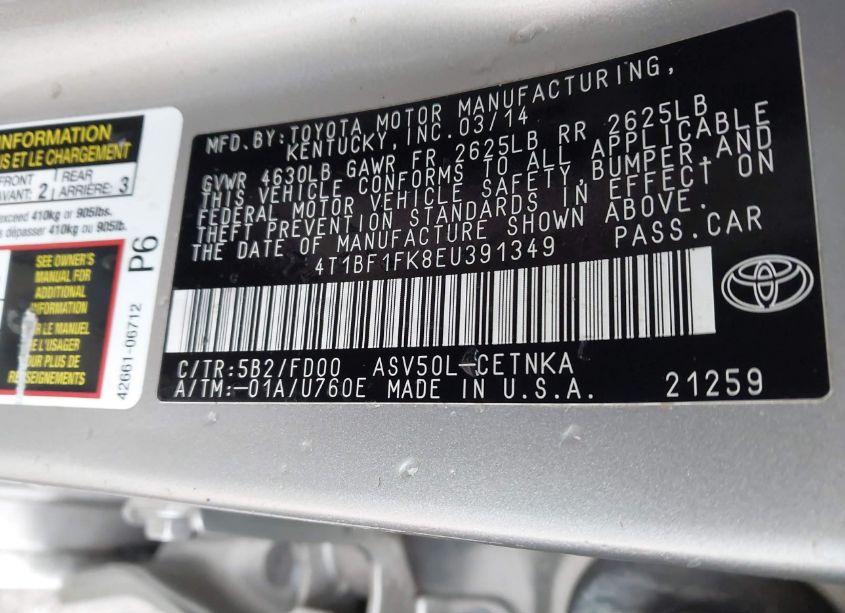 INFORMATION
US ET LE CHARGEMENT
FRONT
AVANT: 2
REAR
ARRIÈRE: 3
exceed 410kg or 905lbs.
s dépasser 410kg ou 905lb.
SEE OWNER'S
MANUAL FOR
ADDITIONAL
INFORMATION
LE MANUEL
DE L'USAGER
POUR PLUS DE
RENSEIGNEMENTS
P6
42661-06712
MFD.BY:TOYOTA MOTOR MANUFACTURING,
KENTUCKY,INC.03/14
GVWR 4630LB GAWR FR 2625LB RR 2625LB
THIS VEHICLE CONFORMS TO ALL APPLICABLE
FEDERAL MOTOR VEHICLE SAFETY,BUMPER,AND
THEFT PREVENTION STANDARDS IN EFFECT ON
THE DATE OF MANUFACTURE SHOWN ABOVE.
4T1BF1FK8EU391349 PASS.CAR
C/TR:5B2/FD00 ASV50L-CETNKA
A/TM:-01A/U760E MADE IN U.S.A. 21259